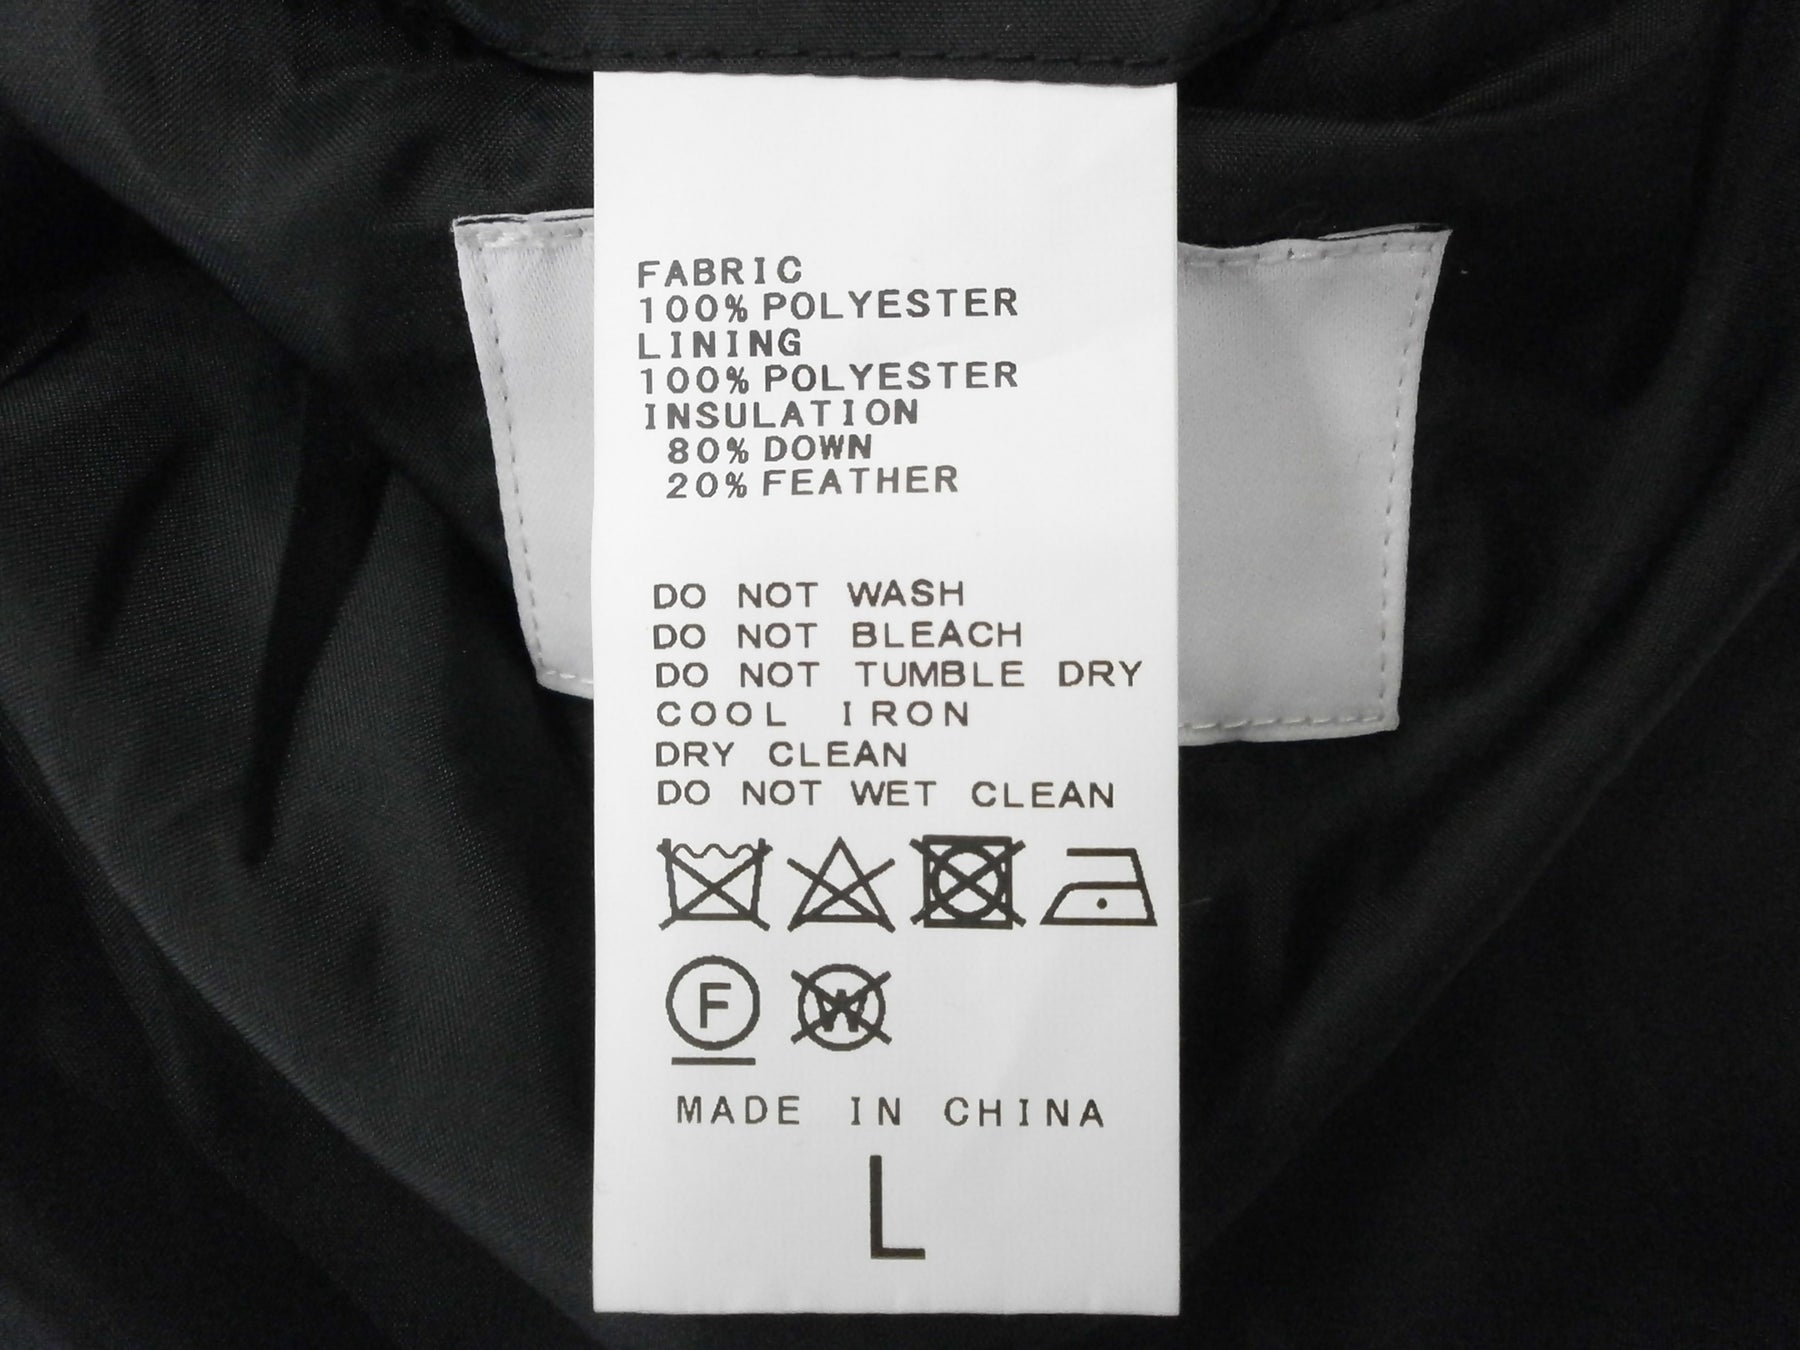 FABRIC
100% POLYESTER
LINING
100% POLYESTER
INSULATION
80% DOWN
20% FEATHER
DO NOT WASH
DO NOT BLEACH
DO NOT TUMBLE DRY
COOL IRON
DRY CLEAN
DO NOT WET CLEAN
F W
MADE IN CHINA
L